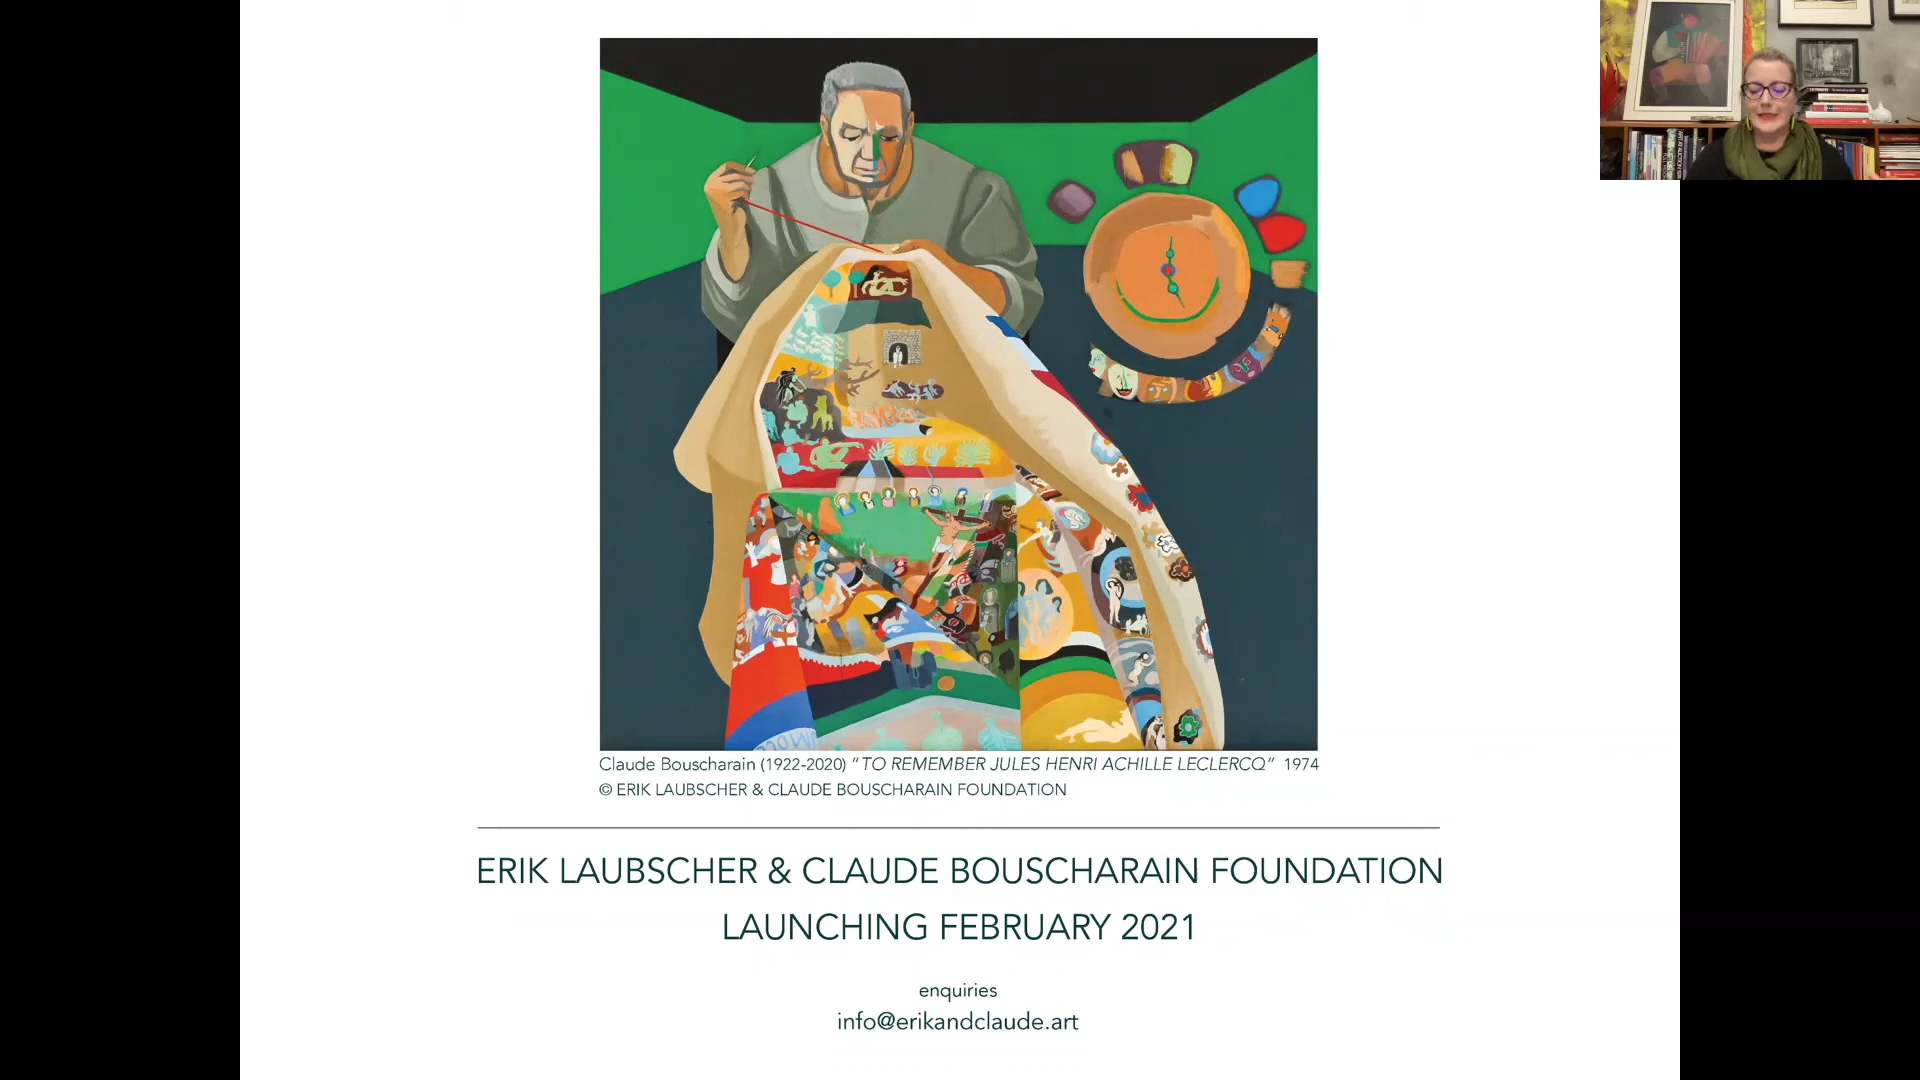 Claude Bouscharain (1922-2020) "TO REMEMBER JULES HENRI ACHILLE LECLERCQ" 1974
© ERIK LAUBSCHER & CLAUDE BOUSCHARAIN FOUNDATION
ERIK LAUBSCHER & CLAUDE BOUSCHARAIN FOUNDATION
LAUNCHING FEBRUARY 2021
enquiries
info@erikandclaude.art